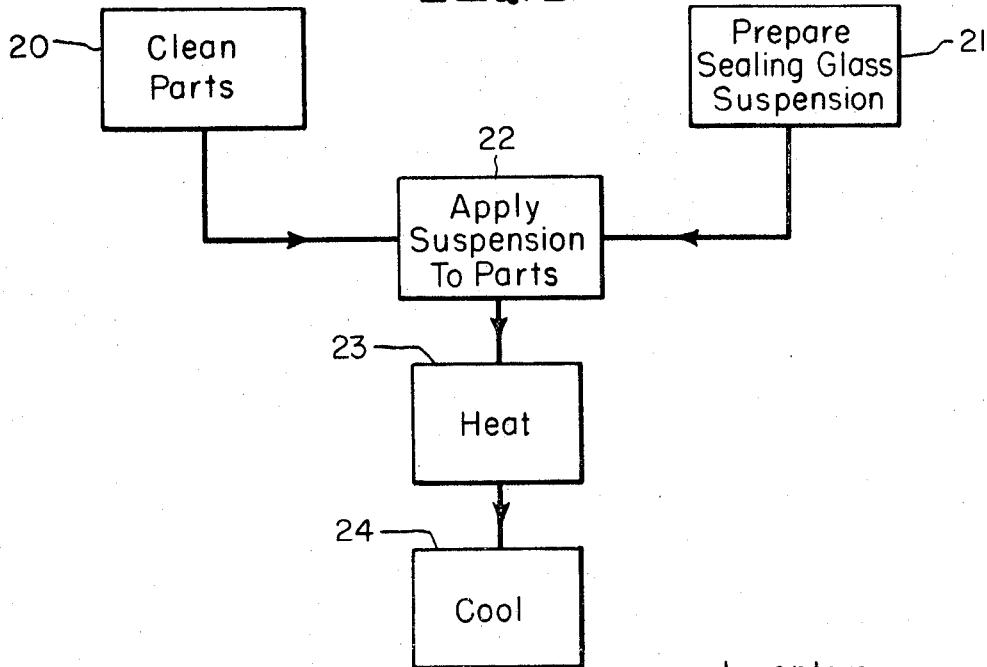 20
Clean
Parts
Prepare
Sealing Glass
Suspension
21
22
Apply
Suspension
To Parts
23
Heat
24
Cool